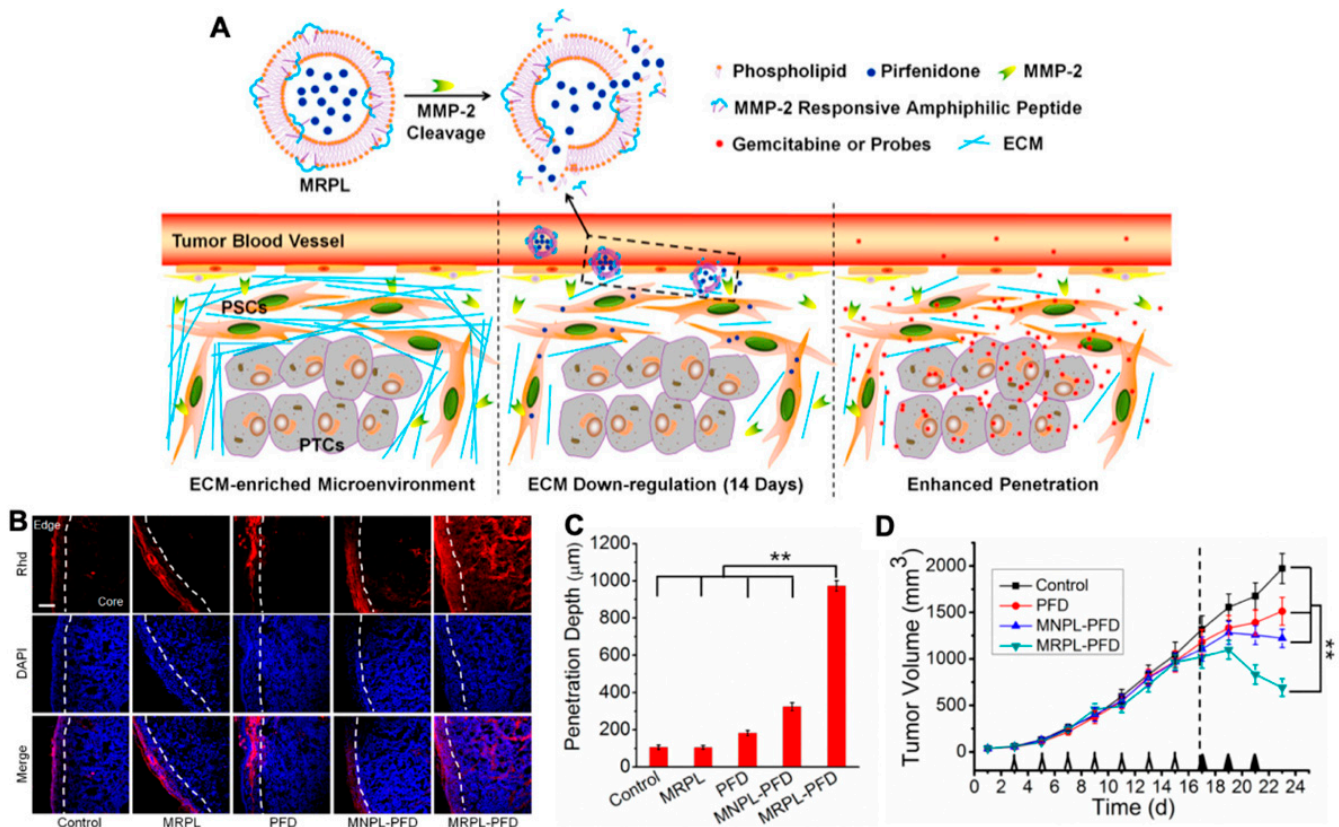 A
MRPL
MMP-2
Cleavage
Phospholipid
Pirfenidone
MMP-2
MMP-2 Responsive Amphiphilic Peptide
Gemcitabine or Probes
ECM
Tumor Blood Vessel
PSCs
PTCs
ECM-enriched Microenvironment
ECM Down-regulation (14 Days)
Enhanced Penetration
B
Edge
Core
Rhd
DAPI
Merge
Control
MRPL
PFD
MNPL-PFD
MRPL-PFD
C
Penetration Depth (µm)
1200
1000
800
600
400
200
100
0
**
Control
MRPL
PFD
MNPL-PFD
MRPL-PFD
D
Tumor Volume (mm³)
2000
1500
1000
500
0
Control
PFD
MNPL-PFD
MRPL-PFD
**
0 2 4 6 8 10 12 14 16 18 20 22 24
Time (d)